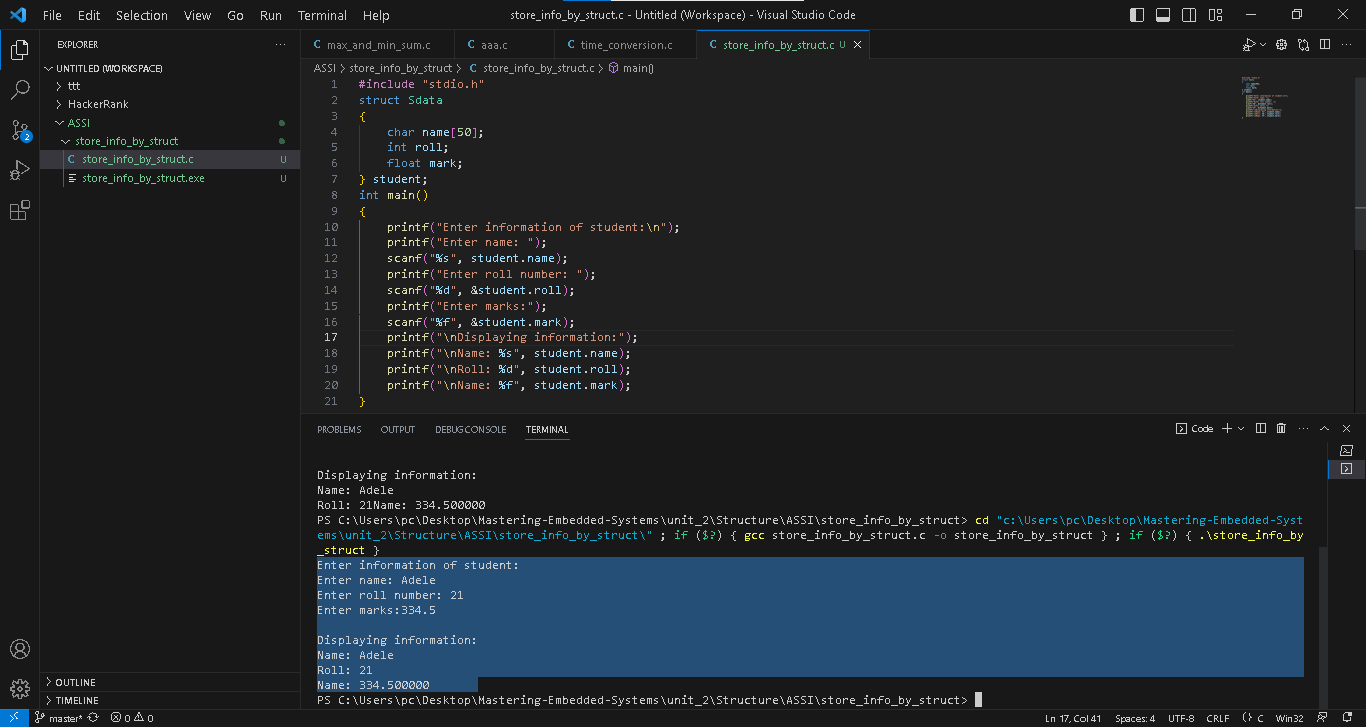 File Edit Selection View Go Run Terminal Help
store_info_by_struct.c - Untitled (Workspace) - Visual Studio Code
EXPLORER
UNTITLED (WORKSPACE)
ttt
HackerRank
ASSI
store_info_by_struct
C store_info_by_struct.c U
store_info_by_struct.exe U
OUTLINE
TIMELINE
2
C max_and_min_sum.c C aaa.c C time_conversion.c C store_info_by_struct.c U
ASSI > store_info_by_struct > C store_info_by_struct.c > main()
1 #include "stdio.h"
2 struct Sdata
3 {
4 char name[50];
5 int roll;
6 float mark;
7 } student;
8 int main()
9 {
10 printf("Enter information of student:\n");
11 printf("Enter name: ");
12 scanf("%s", student.name);
13 printf("Enter roll number: ");
14 scanf("%d", &student.roll);
15 printf("Enter marks:");
16 scanf("%f", &student.mark);
17 printf("\nDisplaying information:");
18 printf("\nName: %s", student.name);
19 printf("\nRoll: %d", student.roll);
20 printf("\nName: %f", student.mark);
21 }
PROBLEMS OUTPUT DEBUG CONSOLE TERMINAL
Code
Displaying information:
Name: Adele
Roll: 21Name: 334.500000
PS C:\Users\pc\Desktop\Mastering-Embedded-Systems\unit_2\Structure\ASSI\store_info_by_struct> cd "c:\Users\pc\Desktop\Mastering-Embedded-Syst
ems\unit_2\Structure\ASSI\store_info_by_struct\" ; if ($?) { gcc store_info_by_struct.c -o store_info_by_struct } ; if ($?) { .\store_info_by
_struct }
Enter information of student:
Enter name: Adele
Enter roll number: 21
Enter marks:334.5
Displaying information:
Name: Adele
Roll: 21
Name: 334.500000
PS C:\Users\pc\Desktop\Mastering-Embedded-Systems\unit_2\Structure\ASSI\store_info_by_struct>
master* 0 0
Ln 17, Col 41 Spaces: 4 UTF-8 CRLF {} C Win32